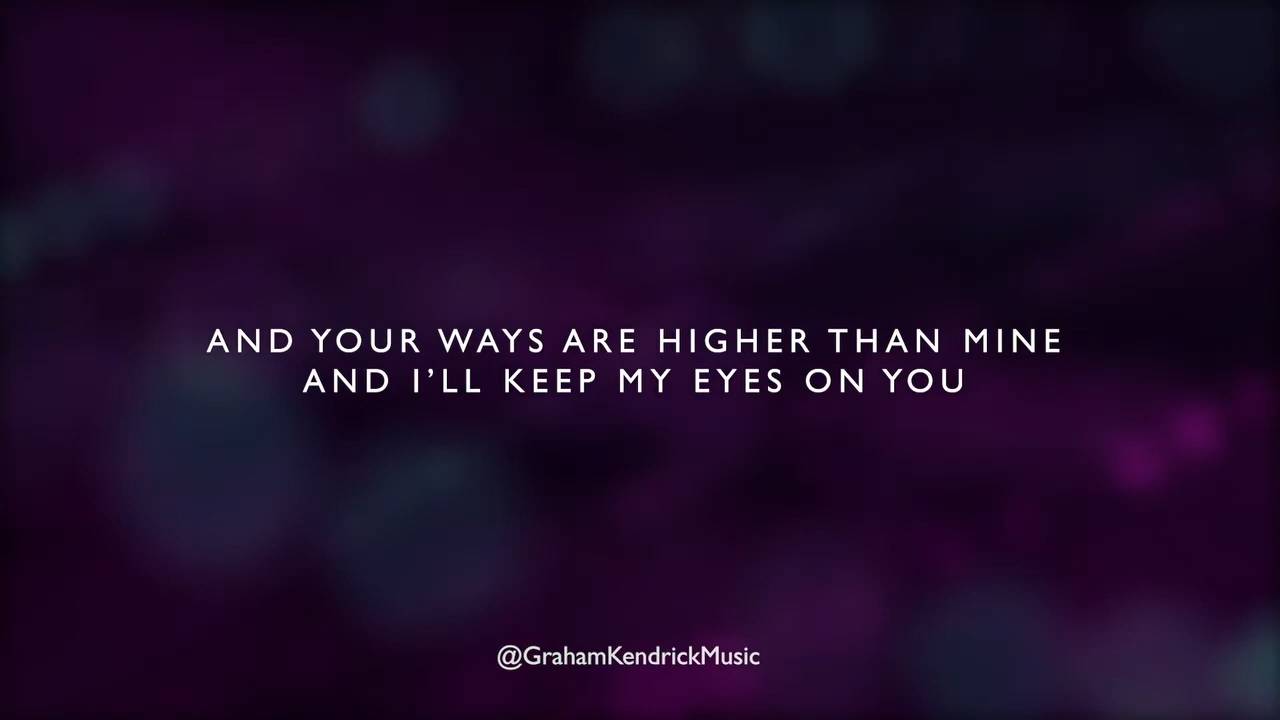 AND YOUR WAYS ARE HIGHER THAN MINE
AND I’LL KEEP MY EYES ON YOU
@GrahamKendrickMusic